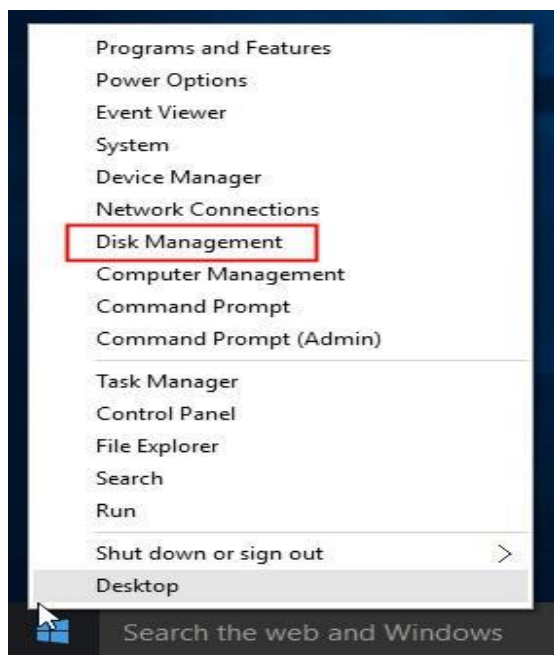 Programs and Features
Power Options
Event Viewer
System
Device Manager
Network Connections
Disk Management
Computer Management
Command Prompt
Command Prompt (Admin)
Task Manager
Control Panel
File Explorer
Search
Run
Shut down or sign out
Desktop
Search the web and Windows